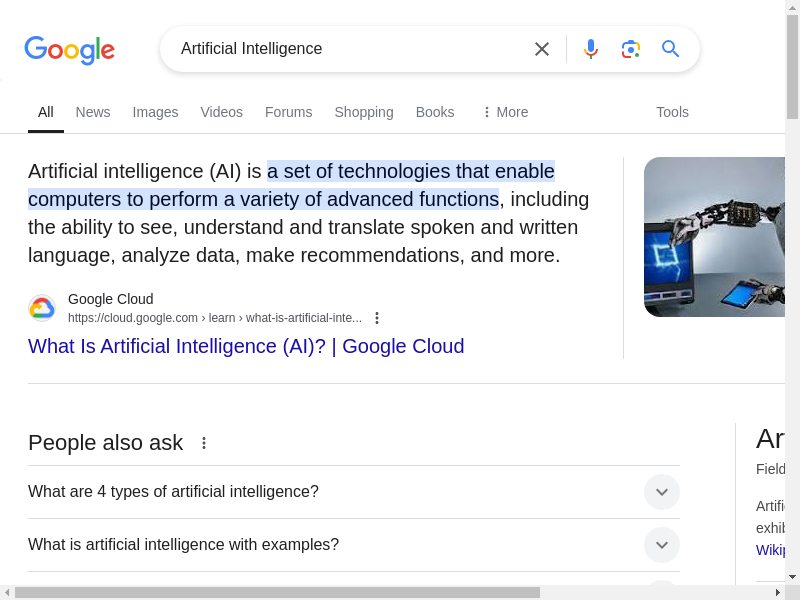 Google
Artificial Intelligence
All News Images Videos Forums Shopping Books More Tools
Artificial intelligence (AI) is a set of technologies that enable
computers to perform a variety of advanced functions, including
the ability to see, understand and translate spoken and written
language, analyze data, make recommendations, and more.
Google Cloud
https://cloud.google.com › learn › what-is-artificial-inte...
What Is Artificial Intelligence (AI)? | Google Cloud
People also ask
What are 4 types of artificial intelligence?
What is artificial intelligence with examples?
Field